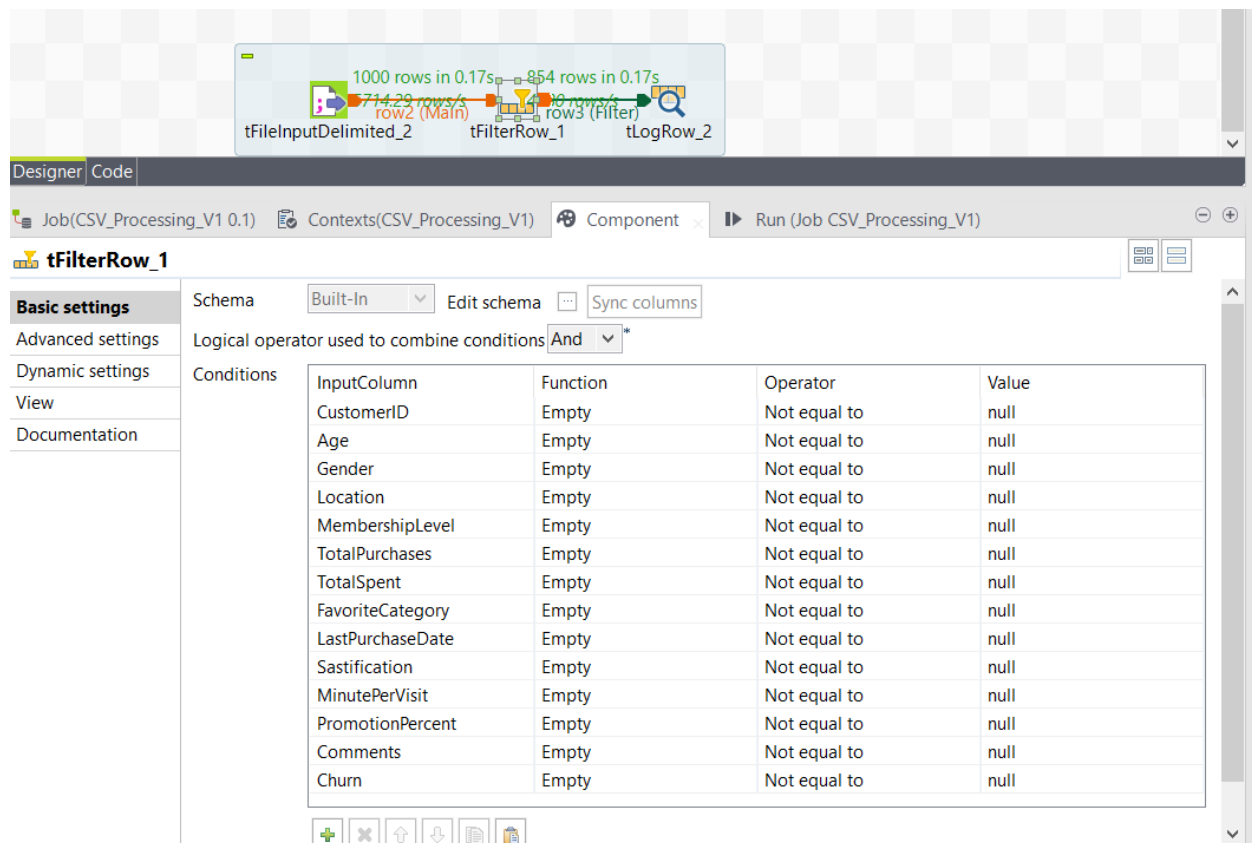 1000 rows in 0.17s 854 rows in 0.17s
5714.29 rows/s rows/s
row2 (Main) row3 (Filter)
tFileInputDelimited_2 tFilterRow_1 tLogRow_2
Designer Code
Job(CSV_Processing_V1 0.1) Contexts(CSV_Processing_V1) Component Run (Job CSV_Processing_V1)
tFilterRow_1
Basic settings
Advanced settings
Dynamic settings
View
Documentation
Schema Built-In Edit schema ... Sync columns
Logical operator used to combine conditions And *
Conditions
InputColumn Function Operator Value
CustomerID Empty Not equal to null
Age Empty Not equal to null
Gender Empty Not equal to null
Location Empty Not equal to null
MembershipLevel Empty Not equal to null
TotalPurchases Empty Not equal to null
TotalSpent Empty Not equal to null
FavoriteCategory Empty Not equal to null
LastPurchaseDate Empty Not equal to null
Sastification Empty Not equal to null
MinutePerVisit Empty Not equal to null
PromotionPercent Empty Not equal to null
Comments Empty Not equal to null
Churn Empty Not equal to null